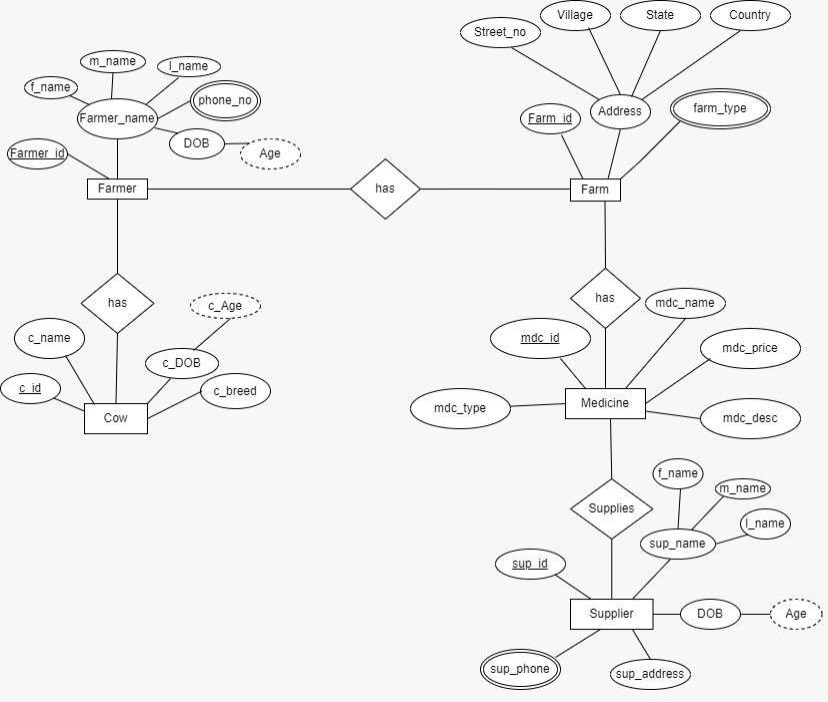 Street_no
Village
State
Country
f_name
m_name
l_name
phone_no
Farmer_name
DOB
Age
Farmer_id
Farm_id
Address
farm_type
Farmer
has
Farm
has
c_Age
c_name
c_DOB
c_id
c_breed
Cow
has
mdc_name
mdc_id
mdc_price
mdc_type
Medicine
mdc_desc
Supplies
f_name
m_name
l_name
sup_name
sup_id
Supplier
DOB
Age
sup_phone
sup_address